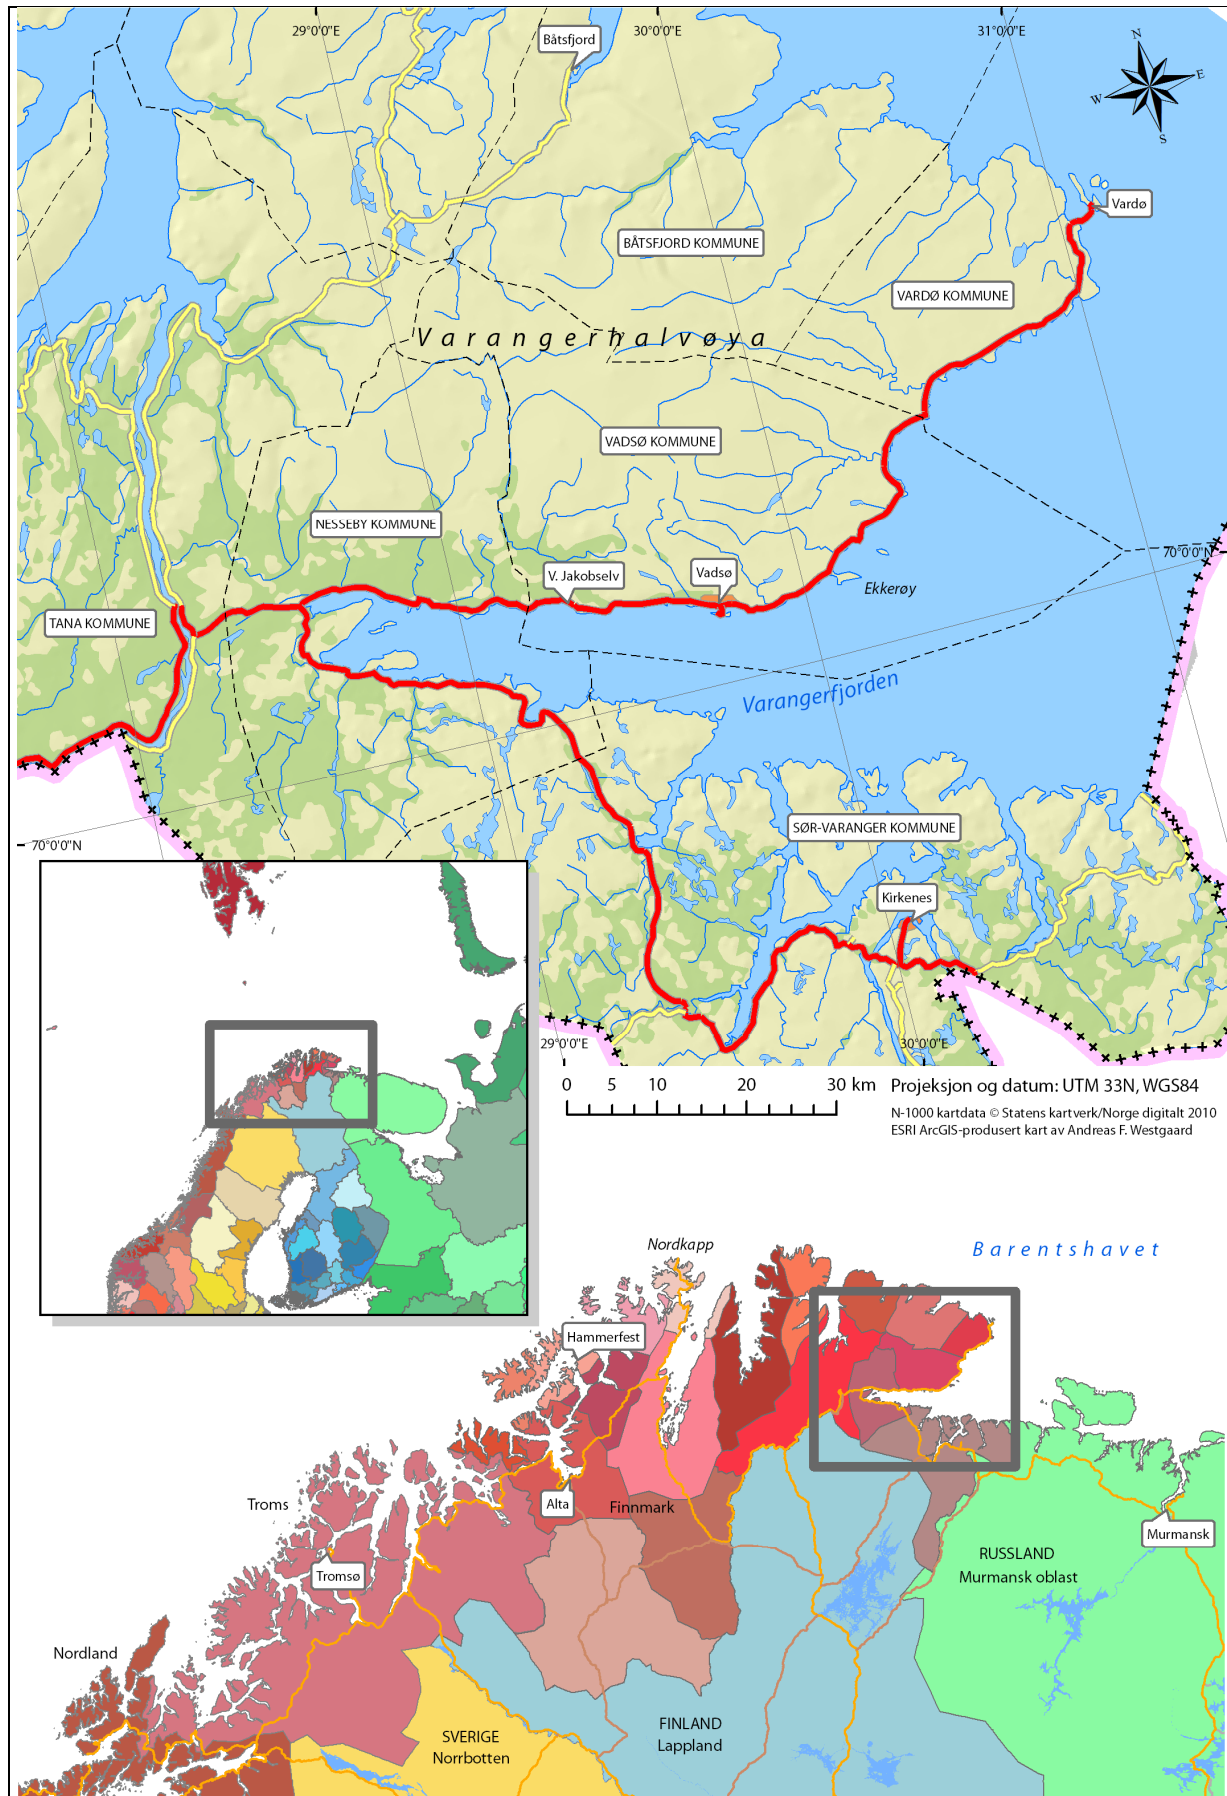 29°0'0"E
30°0'0"E
31°0'0"E
Båtsfjord
N
E
W
S
Vardø
BÅTSFJORD KOMMUNE
VARDØ KOMMUNE
Varangerhalvøya
VADSØ KOMMUNE
NESSEBY KOMMUNE
70°0'0"N
V. Jakobselv
Vadsø
Ekkerøy
TANA KOMMUNE
Varangerfjorden
SØR-VARANGER KOMMUNE
70°0'0"N
Kirkenes
29°0'0"E
30°0'0"E
0 5 10 20 30 km
Projeksjon og datum: UTM 33N, WGS84
N-1000 kartdata © Statens kartverk/Norge digitalt 2010
ESRI ArcGIS-produsert kart av Andreas F. Westgaard
Nordkapp
Barentshavet
Hammerfest
Troms
Alta
Finnmark
Murmansk
Tromsø
RUSSLAND
Murmansk oblast
Nordland
SVERIGE
Norrbotten
FINLAND
Lappland